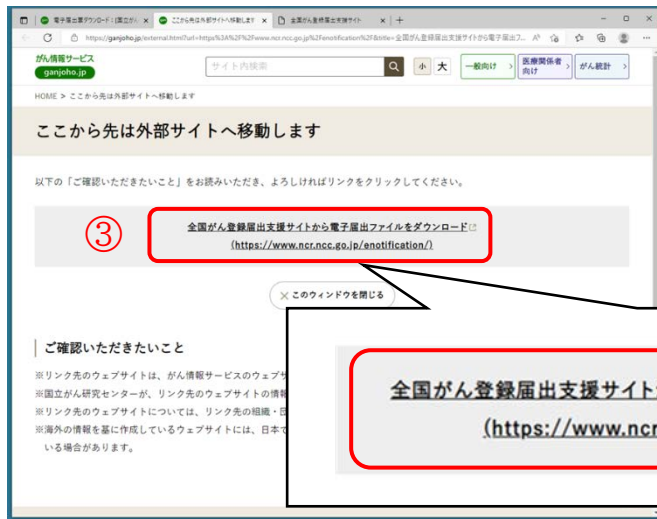 電子届出票ダウンロード:[国立がん
ここから先は外部サイトへ移動します
全国がん登録届出支援サイト
https://ganjoho.jp/external.html?url=https%3A%2F%2Fwww.ncr.ncc.go.jp%2Fenotification%2F&title=全国がん登録届出支援サイトから電子届出フ...
がん情報サービス
ganjoho.jp
サイト内検索
小 大
一般向け
医療関係者向け
がん統計
HOME > ここから先は外部サイトへ移動します
ここから先は外部サイトへ移動します
以下の「ご確認いただきたいこと」をお読みいただき、よろしければリンクをクリックしてください。
③
全国がん登録届出支援サイトから電子届出ファイルをダウンロード
(https://www.ncr.ncc.go.jp/enotification/)
×このウィンドウを閉じる
ご確認いただきたいこと
※リンク先のウェブサイトは、がん情報サービスのウェブサ
※国立がん研究センターが、リンク先のウェブサイトの情報
※リンク先のウェブサイトについては、リンク先の組織・団
※海外の情報を基に作成しているウェブサイトには、日本で
いる場合があります。
全国がん登録届出支援サイト
(https://www.ncr